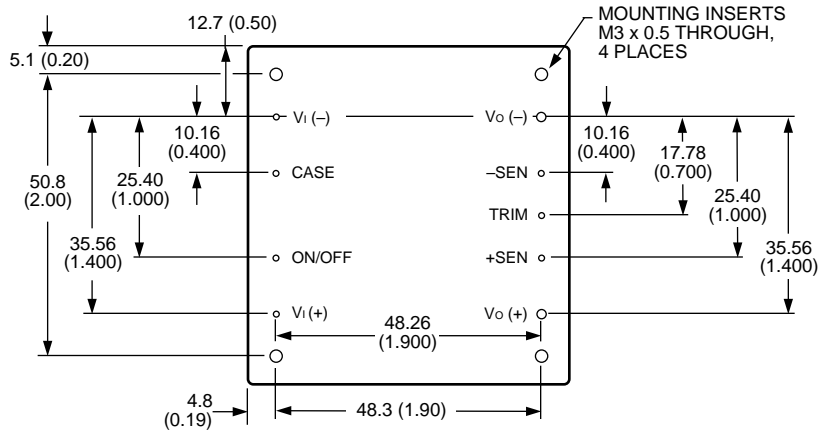 12.7 (0.50)
MOUNTING INSERTS
M3 x 0.5 THROUGH,
4 PLACES
5.1 (0.20)
VI (–)
VO (–)
10.16
(0.400)
10.16
(0.400)
17.78
(0.700)
CASE
–SEN
50.8
(2.00)
25.40
(1.000)
25.40
(1.000)
TRIM
35.56
(1.400)
ON/OFF
+SEN
35.56
(1.400)
VI (+)
VO (+)
48.26
(1.900)
4.8
(0.19)
48.3 (1.90)